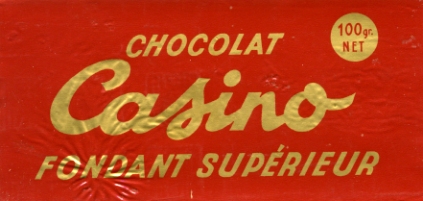 CHOCOLAT
100gr.
NET
Casino
FONDANT SUPÉRIEUR